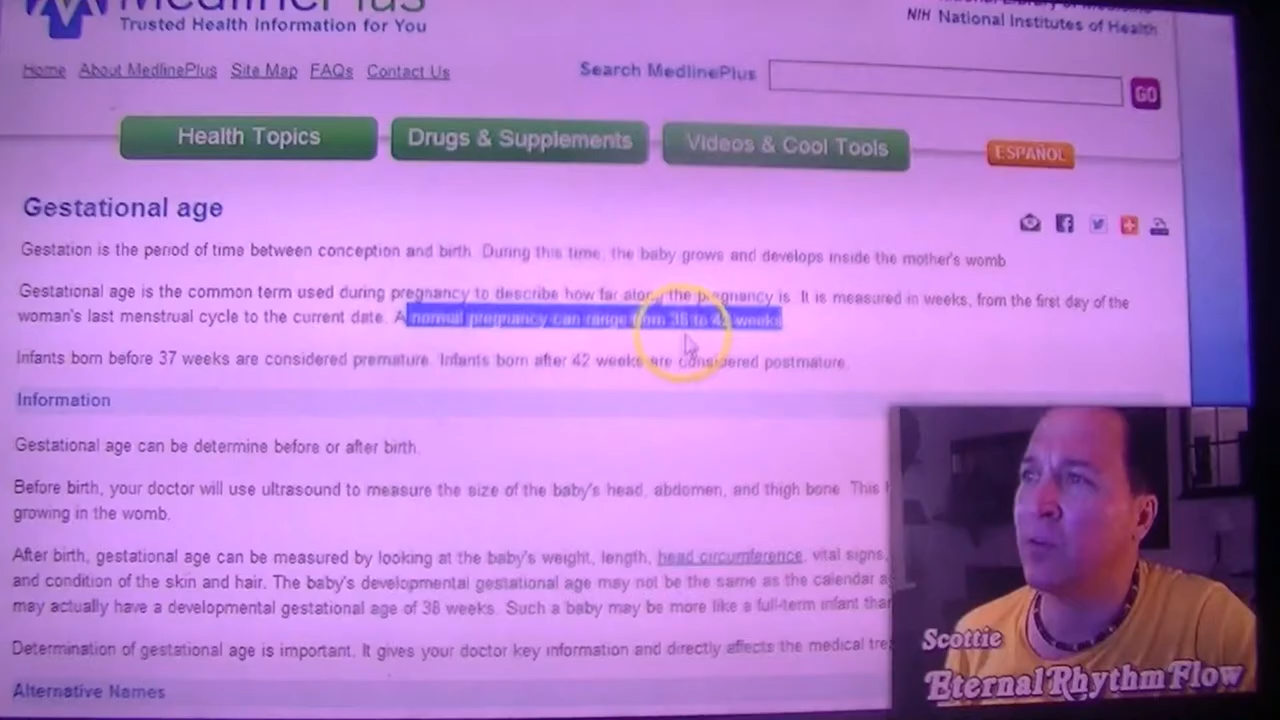 MedlinePlus
Trusted Health Information for You
NIH National Institutes of Health
Home About MedlinePlus Site Map FAQs Contact Us
Search MedlinePlus
GO
Health Topics
Drugs & Supplements
Videos & Cool Tools
ESPAÑOL
Gestational age
Gestation is the period of time between conception and birth. During this time, the baby grows and develops inside the mother's womb.
Gestational age is the common term used during pregnancy to describe how far along the pregnancy is. It is measured in weeks, from the first day of the
woman's last menstrual cycle to the current date. A normal pregnancy can range from 38 to 42 weeks.
Infants born before 37 weeks are considered premature. Infants born after 42 weeks are considered postmature.
Information
Gestational age can be determine before or after birth.
Before birth, your doctor will use ultrasound to measure the size of the baby's head, abdomen, and thigh bone. This
growing in the womb.
After birth, gestational age can be measured by looking at the baby's weight, length, head circumference, vital signs,
and condition of the skin and hair. The baby's developmental gestational age may not be the same as the calendar
may actually have a developmental gestational age of 38 weeks. Such a baby may be more like a full-term infant
Determination of gestational age is important. It gives your doctor key information and directly affects the medical
Alternative Names
Scottie
EternalRhythmFlow